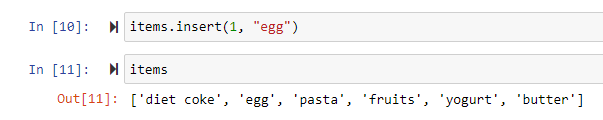 In [10]: items.insert(1, "egg")
In [11]: items
Out[11]: ['diet coke', 'egg', 'pasta', 'fruits', 'yogurt', 'butter']